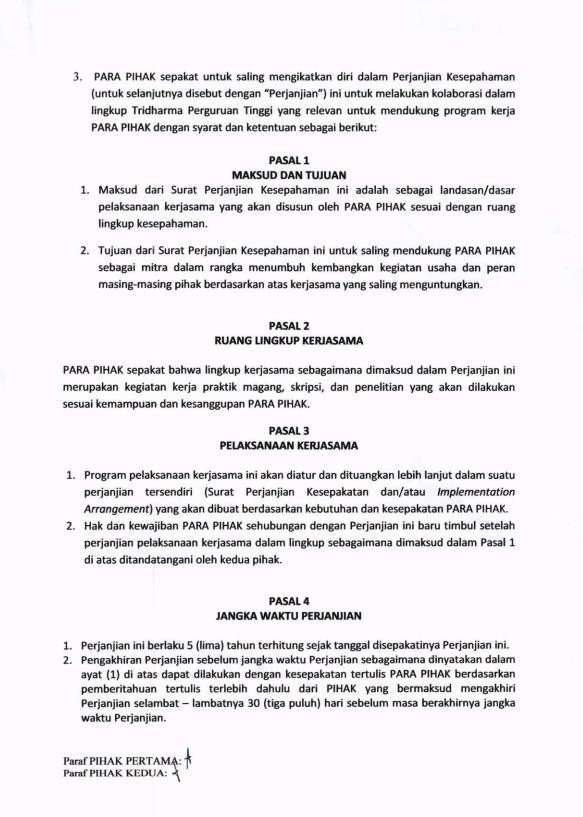 3. PARA PIHAK sepakat untuk saling mengikatkan diri dalam Perjanjian Kesepahaman
(untuk selanjutnya disebut dengan “Perjanjian”) ini untuk melakukan kolaborasi dalam
lingkup Tridharma Perguruan Tinggi yang relevan untuk mendukung program kerja
PARA PIHAK dengan syarat dan ketentuan sebagai berikut:
PASAL 1
MAKSUD DAN TUJUAN
1. Maksud dari Surat Perjanjian Kesepahaman ini adalah sebagai landasan/dasar
pelaksanaan kerjasama yang akan disusun oleh PARA PIHAK sesuai dengan ruang
lingkup kesepahaman.
2. Tujuan dari Surat Perjanjian Kesepahaman ini untuk saling mendukung PARA PIHAK
sebagai mitra dalam rangka menumbuh kembangkan kegiatan usaha dan peran
masing-masing pihak berdasarkan atas kerjasama yang saling menguntungkan.
PASAL 2
RUANG LINGKUP KERJASAMA
PARA PIHAK sepakat bahwa lingkup kerjasama sebagaimana dimaksud dalam Perjanjian ini
merupakan kegiatan kerja praktik magang, skripsi, dan penelitian yang akan dilakukan
sesuai kemampuan dan kesanggupan PARA PIHAK.
PASAL 3
PELAKSANAAN KERJASAMA
1. Program pelaksanaan kerjasama ini akan diatur dan dituangkan lebih lanjut dalam suatu
perjanjian tersendiri (Surat Perjanjian Kesepakatan dan/atau Implementation
Arrangement) yang akan dibuat berdasarkan kebutuhan dan kesepakatan PARA PIHAK.
2. Hak dan kewajiban PARA PIHAK sehubungan dengan Perjanjian ini baru timbul setelah
perjanjian pelaksanaan kerjasama dalam lingkup sebagaimana dimaksud dalam Pasal 1
di atas ditandatangani oleh kedua pihak.
PASAL 4
JANGKA WAKTU PERJANJIAN
1. Perjanjian ini berlaku 5 (lima) tahun terhitung sejak tanggal disepakatinya Perjanjian ini.
2. Pengakhiran Perjanjian sebelum jangka waktu Perjanjian sebagaimana dinyatakan dalam
ayat (1) di atas dapat dilakukan dengan kesepakatan tertulis PARA PIHAK berdasarkan
pemberitahuan tertulis terlebih dahulu dari PIHAK yang bermaksud mengakhiri
Perjanjian selambat – lambatnya 30 (tiga puluh) hari sebelum masa berakhirnya jangka
waktu Perjanjian.
Paraf PIHAK PERTAMA:
Paraf PIHAK KEDUA: